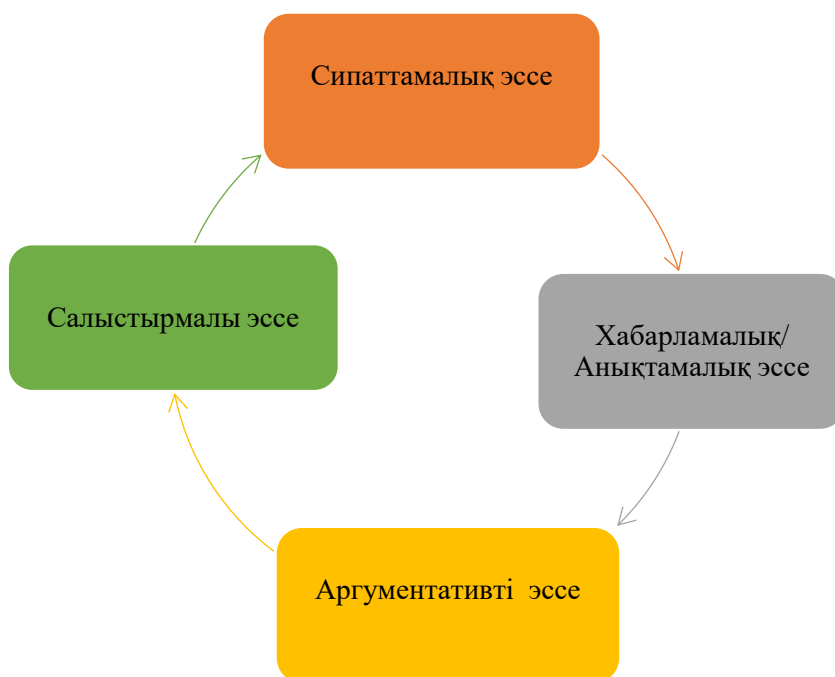 Сипаттамалық эссе
Хабарламалық/
Анықтамалық эссе
Аргументативті эссе
Салыстырмалы эссе